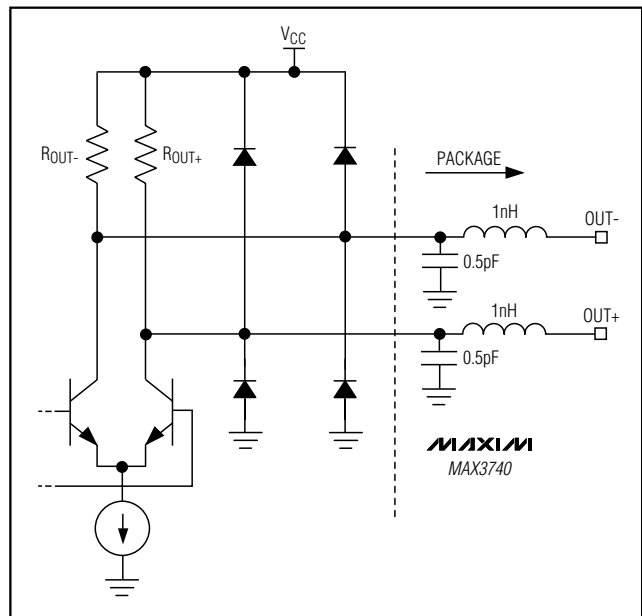 VCC
ROUT-
ROUT+
PACKAGE
1nH
OUT-
0.5pF
1nH
OUT+
0.5pF
MAXIM
MAX3740